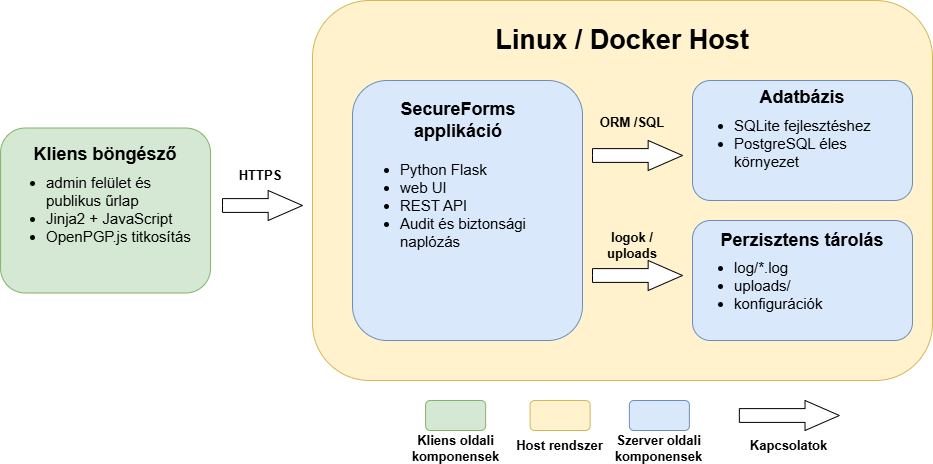 Linux / Docker Host
Kliens böngésző
• admin felület és
publikus űrlap
• Jinja2 + JavaScript
• OpenPGP.js titkosítás
HTTPS
SecureForms
applikáció
• Python Flask
• web UI
• REST API
• Audit és biztonsági
naplózás
ORM /SQL
Adatbázis
• SQLite fejlesztéshez
• PostgreSQL éles
környezet
logok /
uploads
Perzisztens tárolás
• log/*.log
• uploads/
• konfigurációk
Kliens oldali
komponensek
Host rendszer
Szerver oldali
komponensek
Kapcsolatok